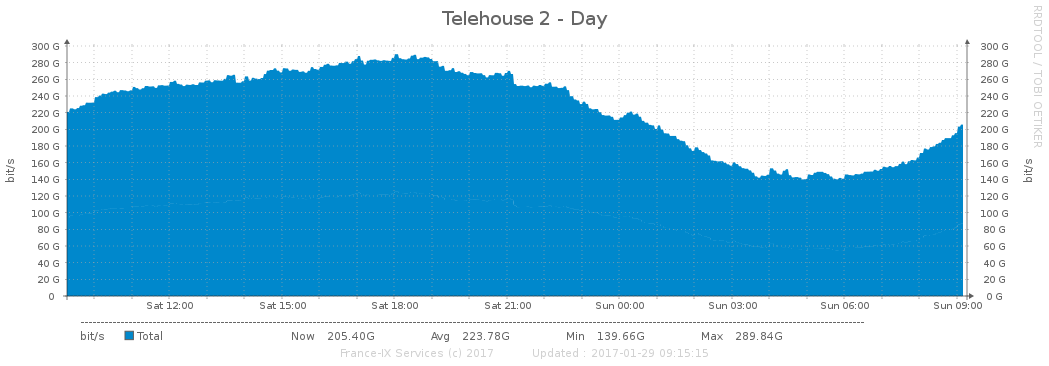 Telehouse 2 - Day
RRDTOOL / TOBI OETIKER
bit/s
300 G 300 G
280 G 280 G
260 G 260 G
240 G 240 G
220 G 220 G
200 G 200 G
180 G 180 G
160 G 160 G
140 G 140 G
120 G 120 G
100 G 100 G
80 G 80 G
60 G 60 G
40 G 40 G
20 G 20 G
0 0 G
bit/s
Sat 12:00 Sat 15:00 Sat 18:00 Sat 21:00 Sun 00:00 Sun 03:00 Sun 06:00 Sun 09:00
bit/s Total Now 205.40G Avg 223.78G Min 139.66G Max 289.84G
France-IX Services (c) 2017 Updated : 2017-01-29 09:15:15